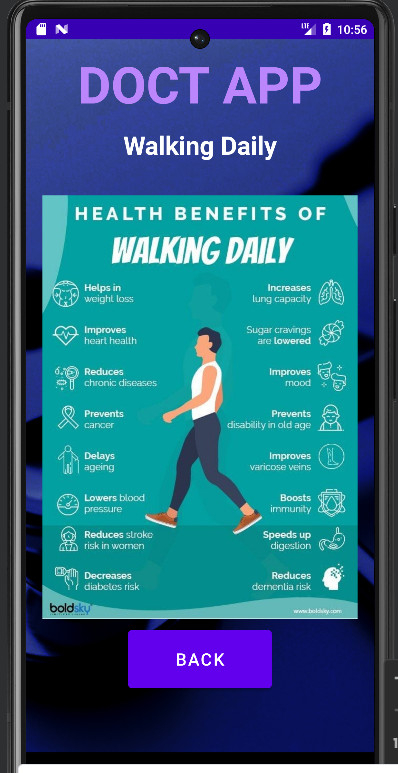 LTE 10:56
DOCT APP
Walking Daily
HEALTH BENEFITS OF
WALKING DAILY
Helps in
weight loss
Improves
heart health
Reduces
chronic diseases
Prevents
cancer
Delays
ageing
Lowers blood
pressure
Reduces stroke
risk in women
Decreases
diabetes risk
Increases
lung capacity
Sugar cravings
are lowered
Improves
mood
Prevents
disability in old age
Improves
varicose veins
Boosts
immunity
Speeds up
digestion
Reduces
dementia risk
boldsky
www.boldsky.com
BACK